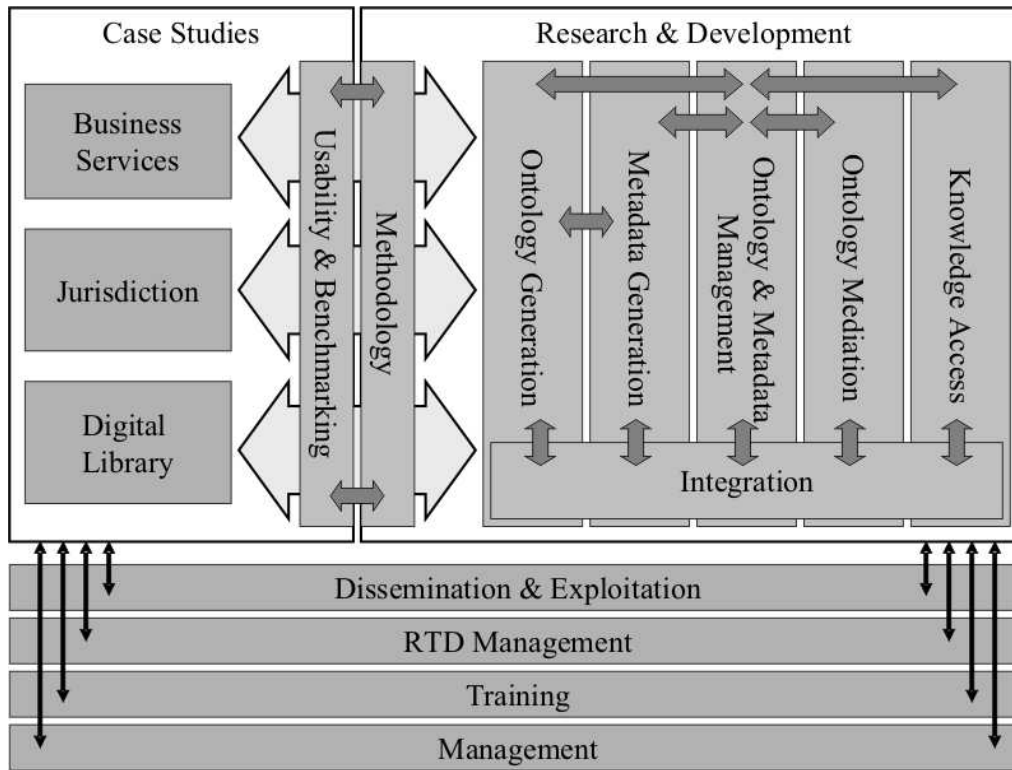 Case Studies
Business
Services
Jurisdiction
Digital
Library
Usability & Benchmarking
Methodology
Research & Development
Ontology Generation
Metadata Generation
Ontology & Metadata
Management
Ontology Mediation
Knowledge Access
Integration
Dissemination & Exploitation
RTD Management
Training
Management